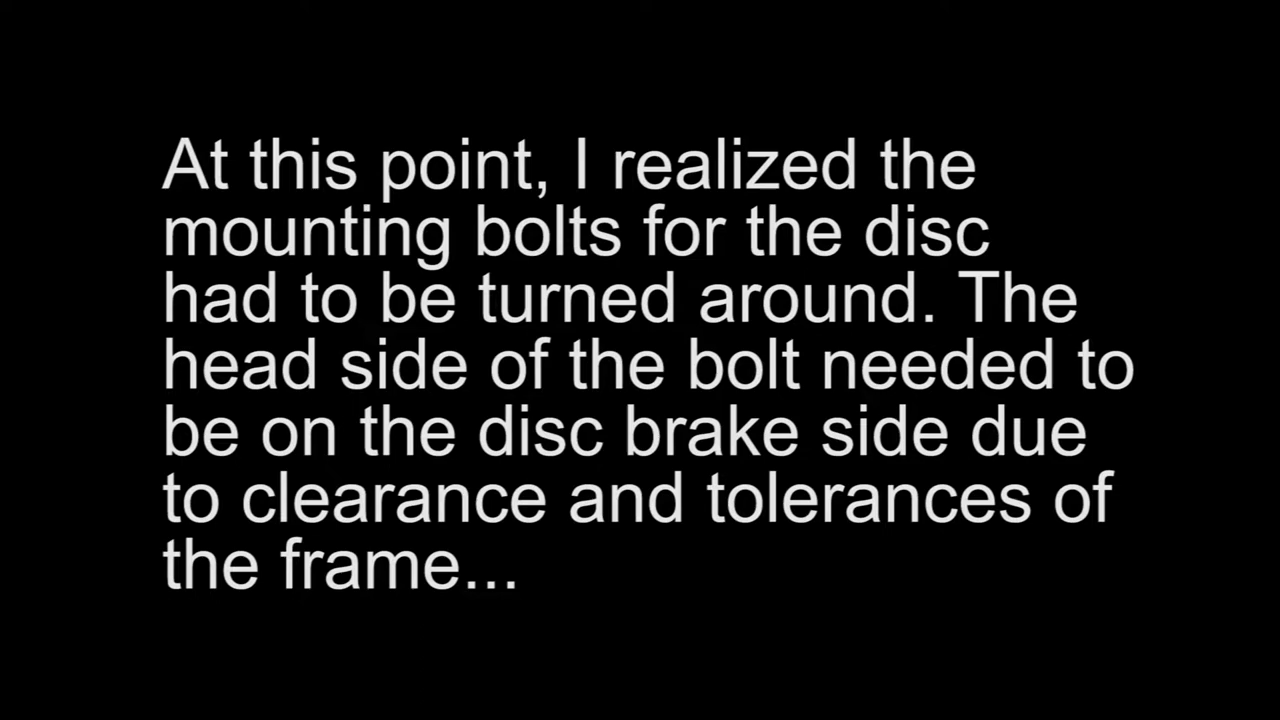 At this point, I realized the
mounting bolts for the disc
had to be turned around. The
head side of the bolt needed to
be on the disc brake side due
to clearance and tolerances of
the frame...